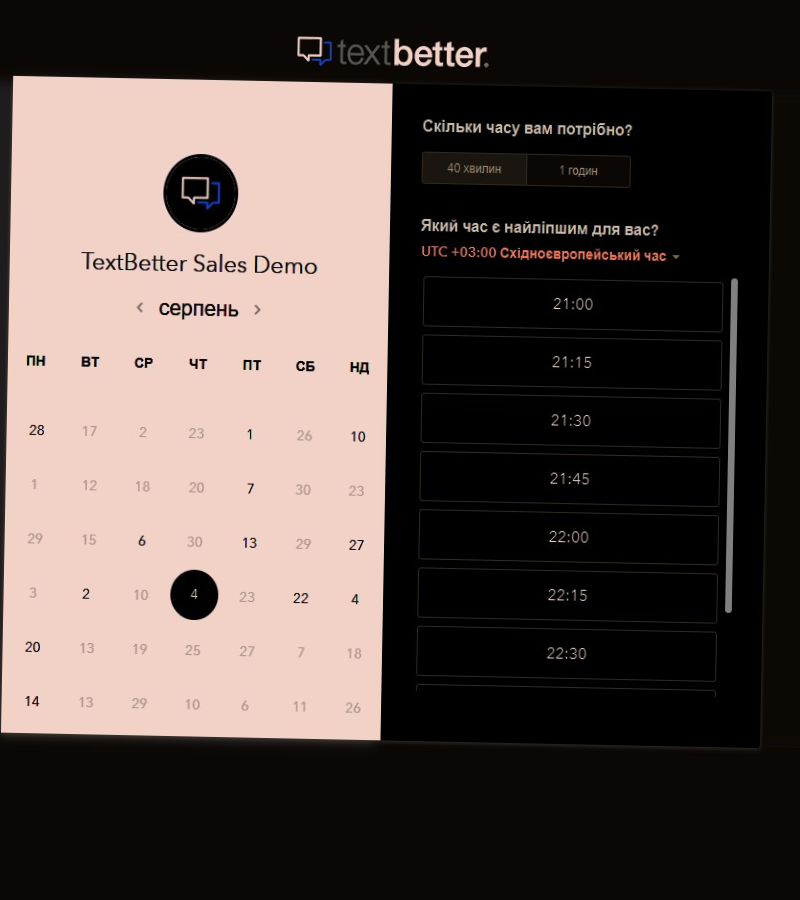 textbetter.
TextBetter Sales Demo
серпень
ПН ВТ СР ЧТ ПТ СБ НД
28 17 2 23 1 26 10
1 12 18 20 7 30 23
29 15 6 30 13 29 27
3 2 10 4 23 22 4
20 13 19 25 27 7 18
14 13 29 10 6 11 26
Скільки часу вам потрібно?
40 хвилин 1 годин
Який час є найліпшим для вас?
UTC +03:00 Східноєвропейський час
21:00
21:15
21:30
21:45
22:00
22:15
22:30